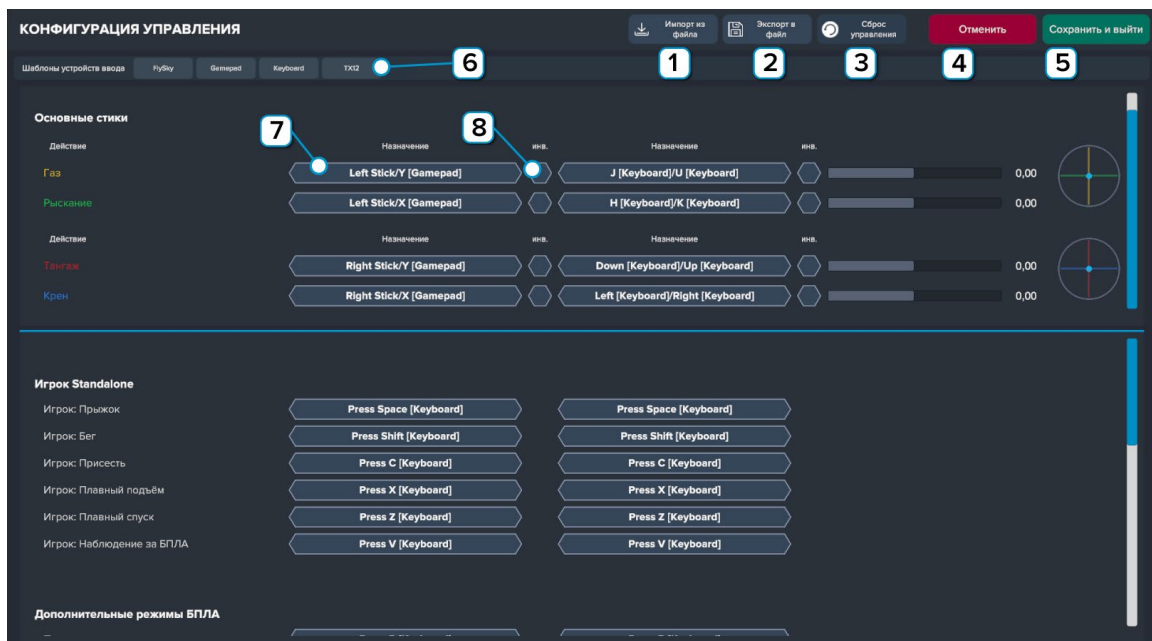 КОНФИГУРАЦИЯ УПРАВЛЕНИЯ
Импорт из файла
Экспорт в файл
Сброс управления
Отменить
Сохранить и выйти
Шаблоны устройств ввода FlySky Gamepad Keyboard TX12
6 1 2 3 4 5
Основные стики
7 8
Действие Назначение инв. Назначение инв.
Газ Left Stick/Y [Gamepad] J [Keyboard]/U [Keyboard] 0,00
Рыскание Left Stick/X [Gamepad] H [Keyboard]/K [Keyboard] 0,00
Действие Назначение инв. Назначение инв.
Тангаж Right Stick/Y [Gamepad] Down [Keyboard]/Up [Keyboard] 0,00
Крен Right Stick/X [Gamepad] Left [Keyboard]/Right [Keyboard] 0,00
Игрок Standalone
Игрок: Прыжок Press Space [Keyboard] Press Space [Keyboard]
Игрок: Бег Press Shift [Keyboard] Press Shift [Keyboard]
Игрок: Присесть Press C [Keyboard] Press C [Keyboard]
Игрок: Плавный подъём Press X [Keyboard] Press X [Keyboard]
Игрок: Плавный спуск Press Z [Keyboard] Press Z [Keyboard]
Игрок: Наблюдение за БПЛА Press V [Keyboard] Press V [Keyboard]
Дополнительные режимы БПЛА